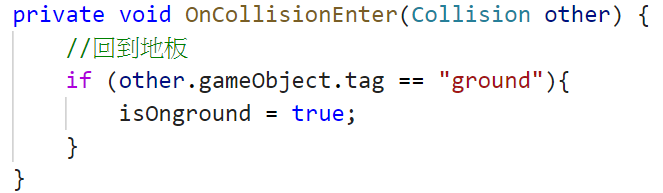 private void OnCollisionEnter(Collision other) {
    //回到地板
    if (other.gameObject.tag == "ground"){
        isOnground = true;
    }
}